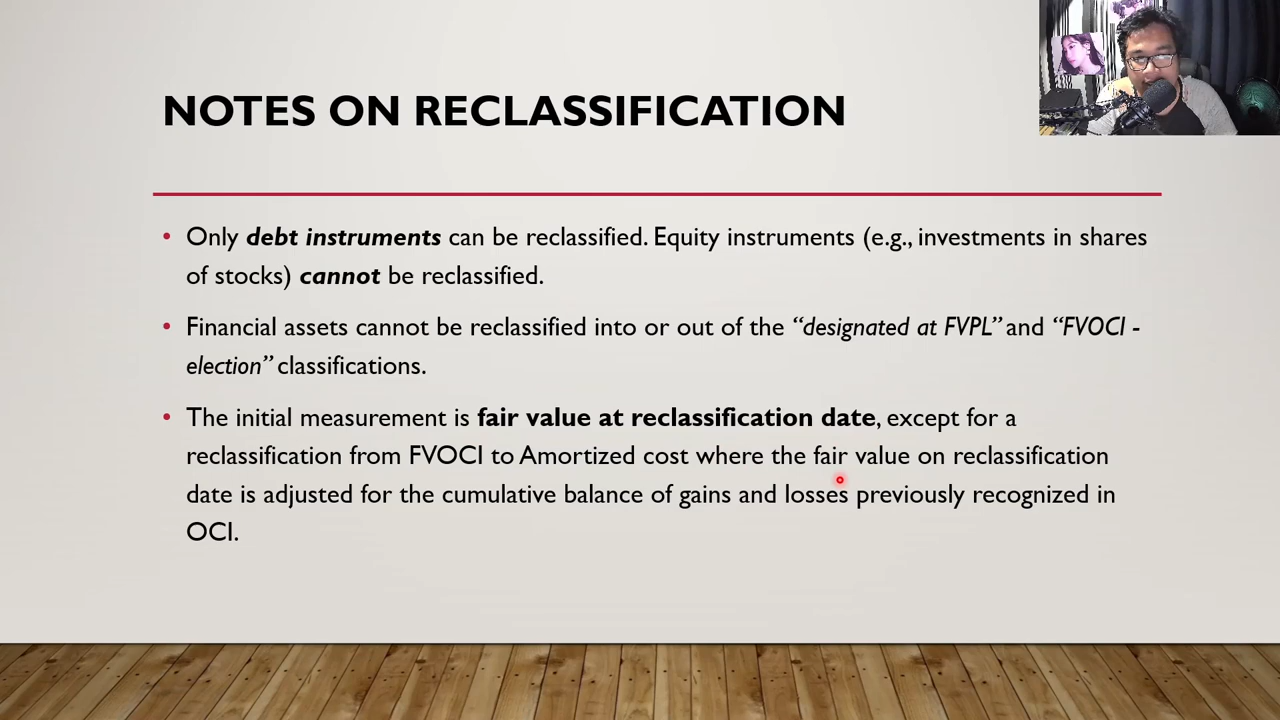 NOTES ON RECLASSIFICATION
• Only debt instruments can be reclassified. Equity instruments (e.g., investments in shares
of stocks) cannot be reclassified.
• Financial assets cannot be reclassified into or out of the “designated at FVPL” and “FVOCI -
election” classifications.
• The initial measurement is fair value at reclassification date, except for a
reclassification from FVOCI to Amortized cost where the fair value on reclassification
date is adjusted for the cumulative balance of gains and losses previously recognized in
OCI.